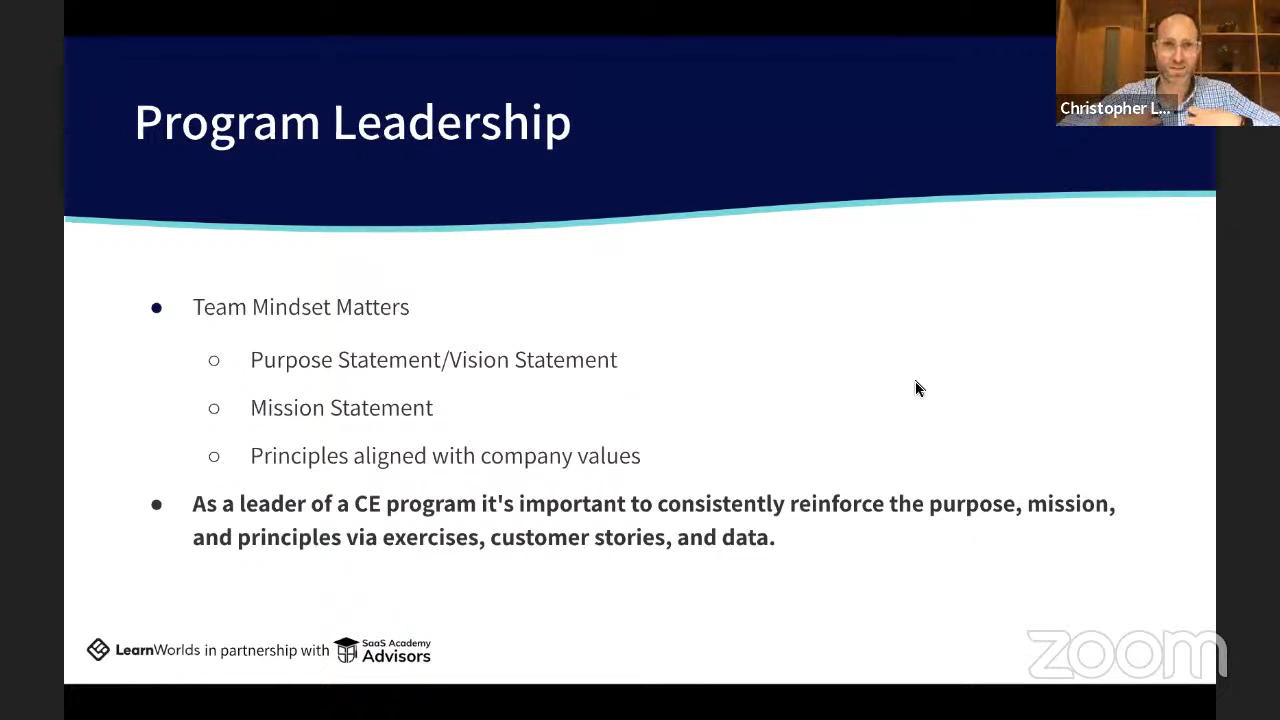 Program Leadership
Christopher L...
Team Mindset Matters
Purpose Statement/Vision Statement
Mission Statement
Principles aligned with company values
As a leader of a CE program it's important to consistently reinforce the purpose, mission,
and principles via exercises, customer stories, and data.
LearnWorlds in partnership with SaaS Academy
Advisors
zoom